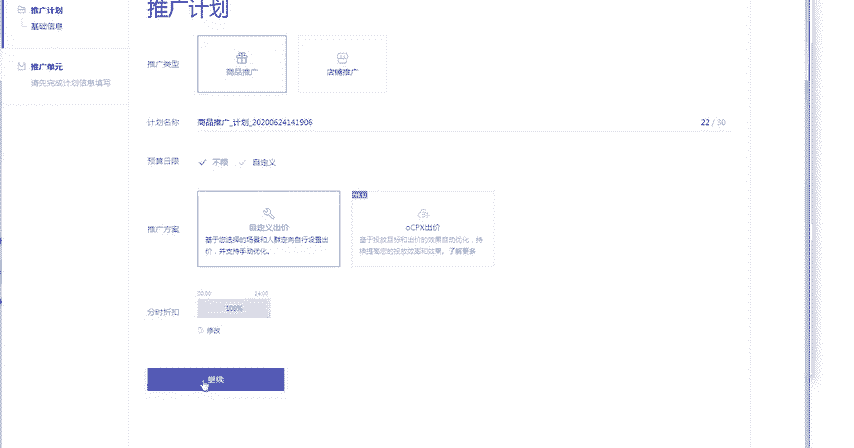 推广计划
基础信息
推广单元
请先完成计划信息填写
推广计划
推广类型
商品推广
店铺推广
计划名称
商品推广_计划_20200624141906
22 / 30
预算日限
不限
自定义
推广方案
自定义出价
基于您选择的场景和人群定向自行设置出
价,并支持手动优化。
oCPX出价
基于投放目标和出价的效果自动优化,持
续提高您的投放效果和效果。了解更多
分时折扣
00:00
24:00
100%
修改
继续